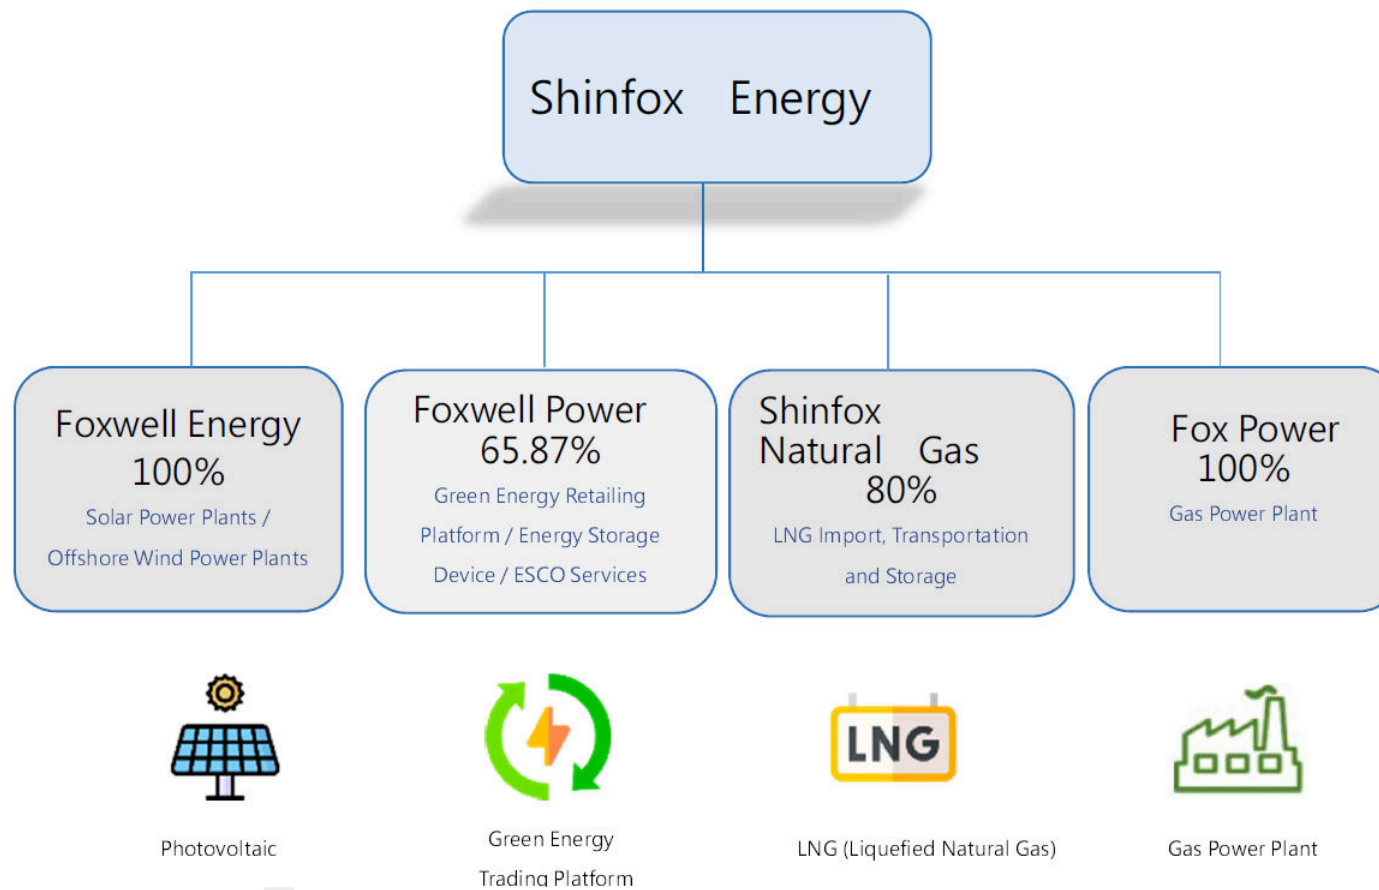 Shinfox Energy
Foxwell Energy
100%
Solar Power Plants /
Offshore Wind Power Plants
Foxwell Power
65.87%
Green Energy Retailing
Platform / Energy Storage
Device / ESCO Services
Shinfox
Natural Gas
80%
LNG Import, Transportation
and Storage
Fox Power
100%
Gas Power Plant
Photovoltaic
Green Energy
Trading Platform
LNG
LNG (Liquefied Natural Gas)
Gas Power Plant